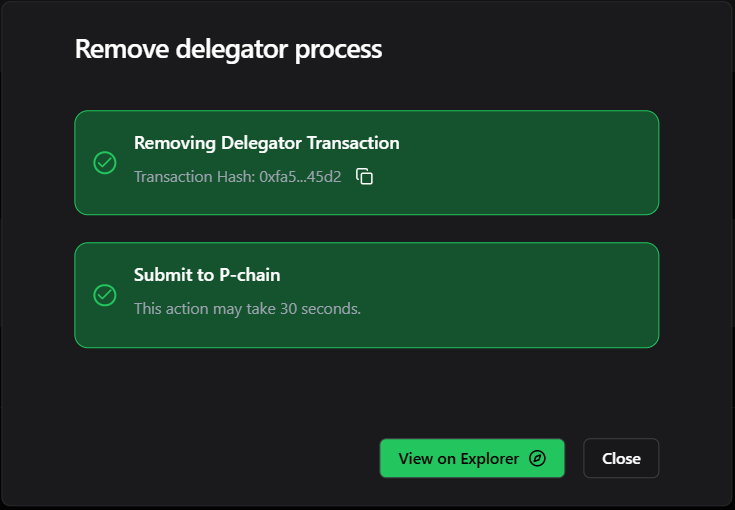 Remove delegator process
Removing Delegator Transaction
Transaction Hash: 0xfa5...45d2
Submit to P-chain
This action may take 30 seconds.
View on Explorer
Close